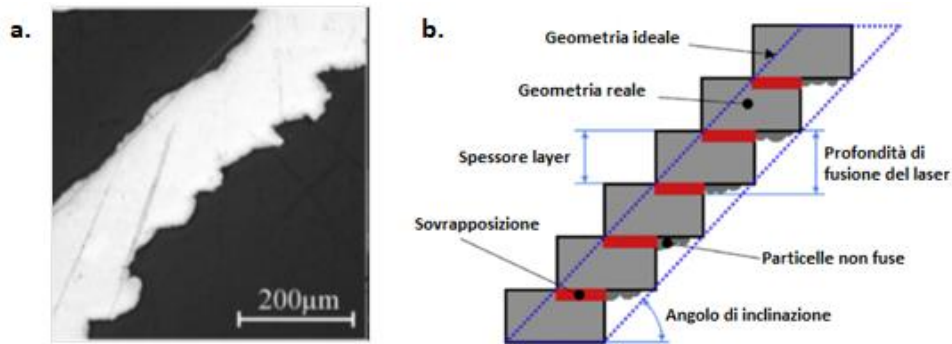 a.
200µm
b.
Geometria ideale
Geometria reale
Spessore layer
Profondità di
fusione del laser
Sovrapposizione
Particelle non fuse
Angolo di inclinazione